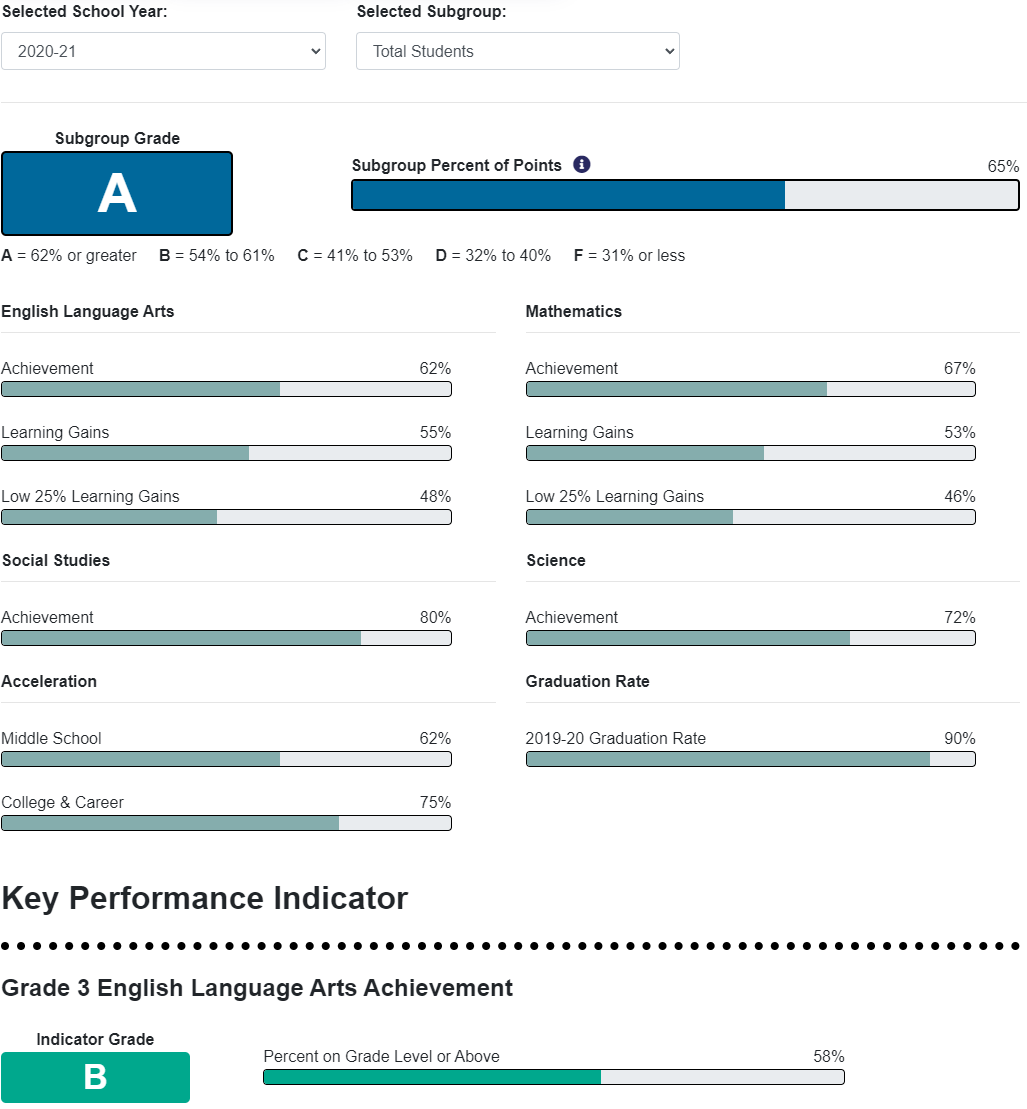 Selected School Year: Selected Subgroup:
2020-21 Total Students
Subgroup Grade
A
Subgroup Percent of Points 65%
A = 62% or greater B = 54% to 61% C = 41% to 53% D = 32% to 40% F = 31% or less
English Language Arts
Achievement 62%
Learning Gains 55%
Low 25% Learning Gains 48%
Mathematics
Achievement 67%
Learning Gains 53%
Low 25% Learning Gains 46%
Social Studies
Achievement 80%
Science
Achievement 72%
Acceleration
Middle School 62%
College & Career 75%
Graduation Rate
2019-20 Graduation Rate 90%
Key Performance Indicator
Grade 3 English Language Arts Achievement
Indicator Grade
B
Percent on Grade Level or Above 58%